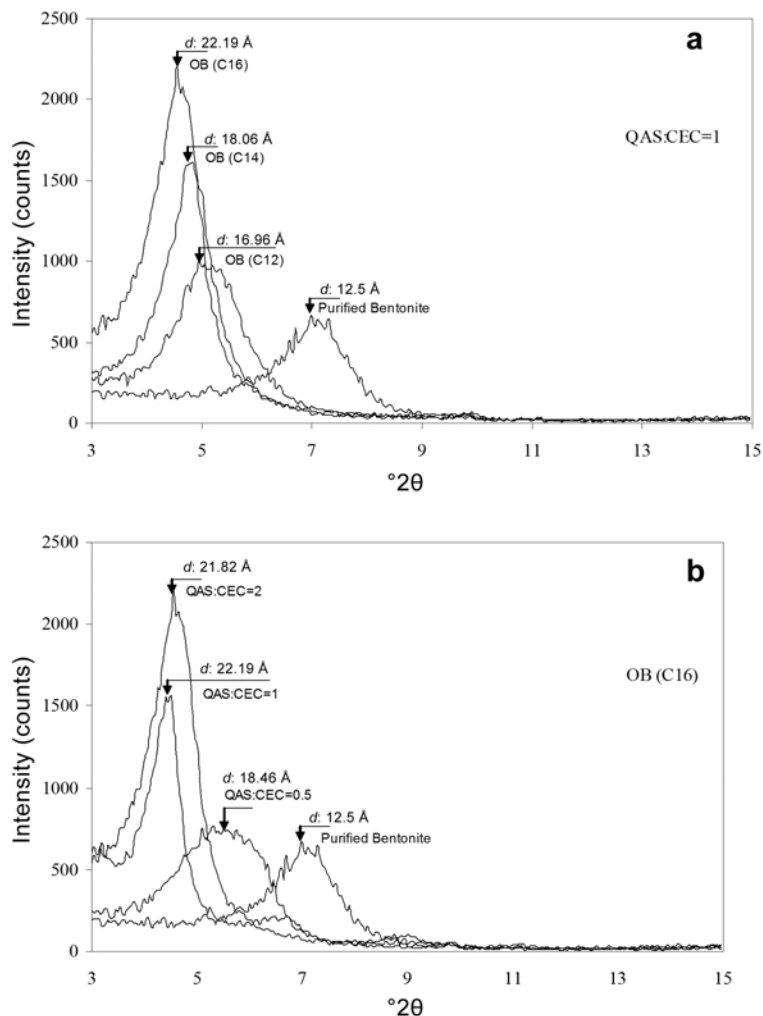 2500
a
d: 22.19 Å
OB (C16)
2000
QAS:CEC=1
d: 18.06 Å
OB (C14)
1500
d: 16.96 Å
OB (C12)
1000
d: 12.5 Å
Purified Bentonite
500
0
Intensity (counts)
3 5 7 9 11 13 15
°2θ
2500
b
d: 21.82 Å
QAS:CEC=2
2000
d: 22.19 Å
QAS:CEC=1
OB (C16)
1500
d: 18.46 Å
QAS:CEC=0.5
1000
d: 12.5 Å
Purified Bentonite
500
0
Intensity (counts)
3 5 7 9 11 13 15
°2θ